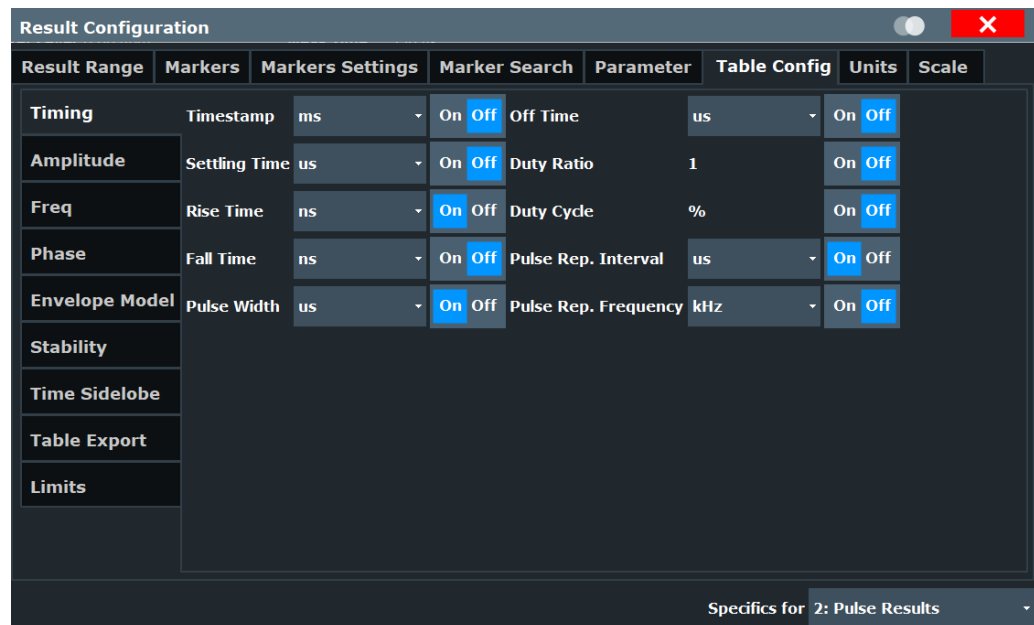 Result Configuration
Result Range Markers Markers Settings Marker Search Parameter Table Config Units Scale
Timing
Amplitude
Freq
Phase
Envelope Model
Stability
Time Sidelobe
Table Export
Limits
Timestamp ms On Off Off Time us On Off
Settling Time us On Off Duty Ratio 1 On Off
Rise Time ns On Off Duty Cycle % On Off
Fall Time ns On Off Pulse Rep. Interval us On Off
Pulse Width us On Off Pulse Rep. Frequency kHz On Off
Specifics for 2: Pulse Results